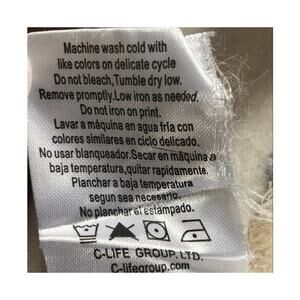 Machine wash cold with
like colors on delicate cycle
Do not bleach,Tumble dry low.
Remove promptly.Low iron as needed.
Do not iron on print.
Lavar a máquina en agua fría con
colores similares en ciclo delicado.
No usar blanqueador.Secar en máquina a
baja temperatura,quitar rapidamente.
Planchar a baja temperatura
segun sea necesario.
No planchar el estampado.
C-LIFE GROUP.LTD.
C-lifegroup.com